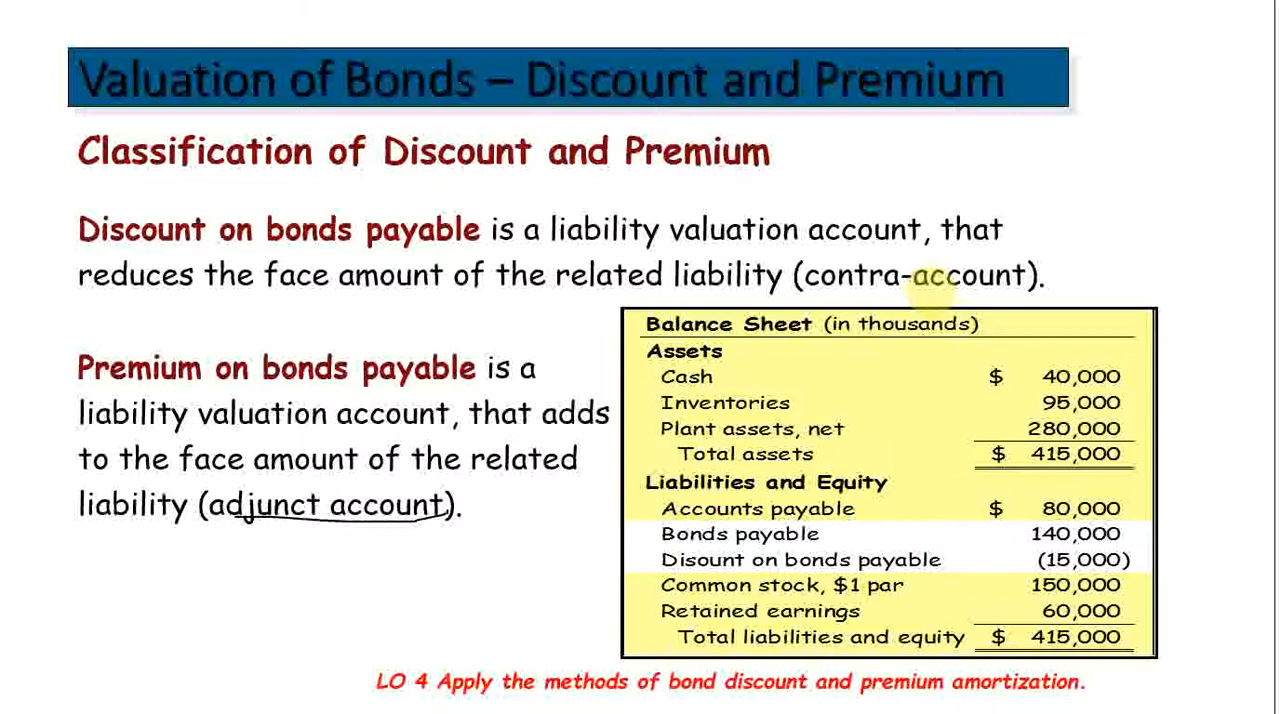 Valuation of Bonds – Discount and Premium
Classification of Discount and Premium
Discount on bonds payable is a liability valuation account, that
reduces the face amount of the related liability (contra-account).
Premium on bonds payable is a
liability valuation account, that adds
to the face amount of the related
liability (adjunct account).
Balance Sheet (in thousands)
Assets
Cash $ 40,000
Inventories 95,000
Plant assets, net 280,000
Total assets $ 415,000
Liabilities and Equity
Accounts payable $ 80,000
Bonds payable 140,000
Disount on bonds payable (15,000)
Common stock, $1 par 150,000
Retained earnings 60,000
Total liabilities and equity $ 415,000
LO 4 Apply the methods of bond discount and premium amortization.